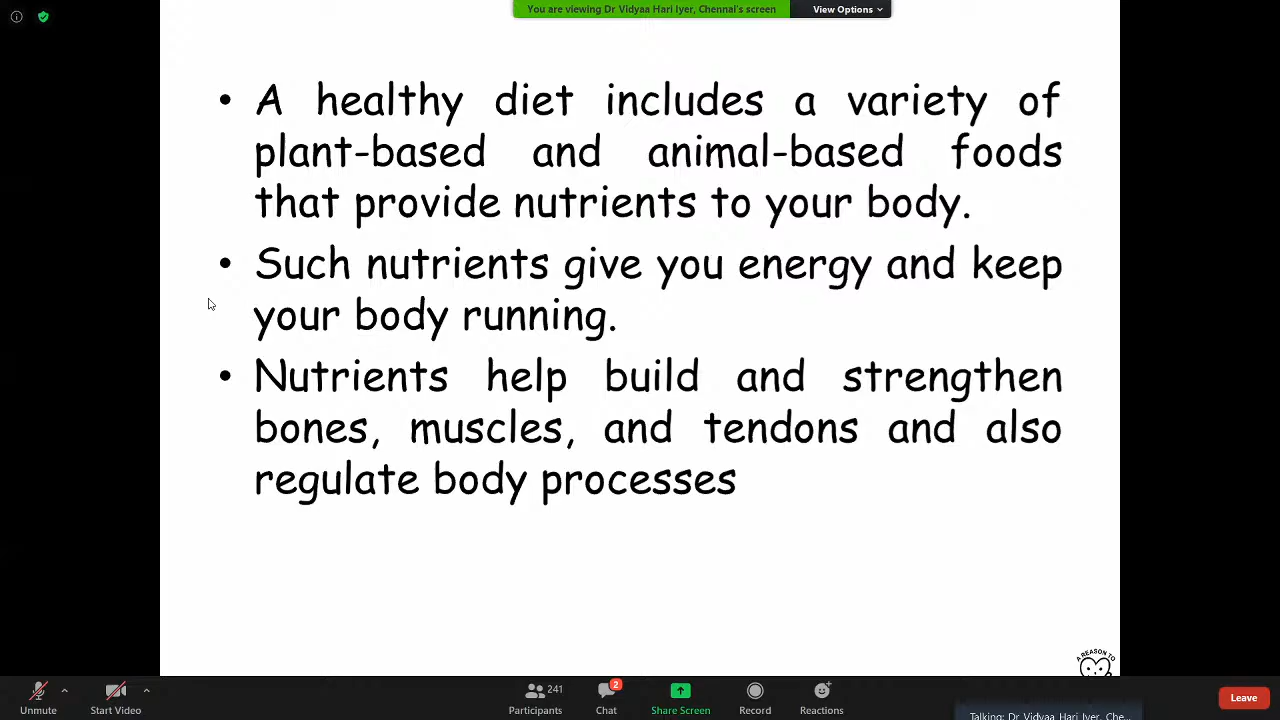 You are viewing Dr Vidyaa Hari Iyer, Chennai's screen
View Options
• A healthy diet includes a variety of
plant-based and animal-based foods
that provide nutrients to your body.
• Such nutrients give you energy and keep
your body running.
• Nutrients help build and strengthen
bones, muscles, and tendons and also
regulate body processes
A REASON TO
Unmute
Start Video
241
Participants
2
Chat
Share Screen
Record
Reactions
Talking: Dr Vidyaa Hari Iyer, Che...
Leave